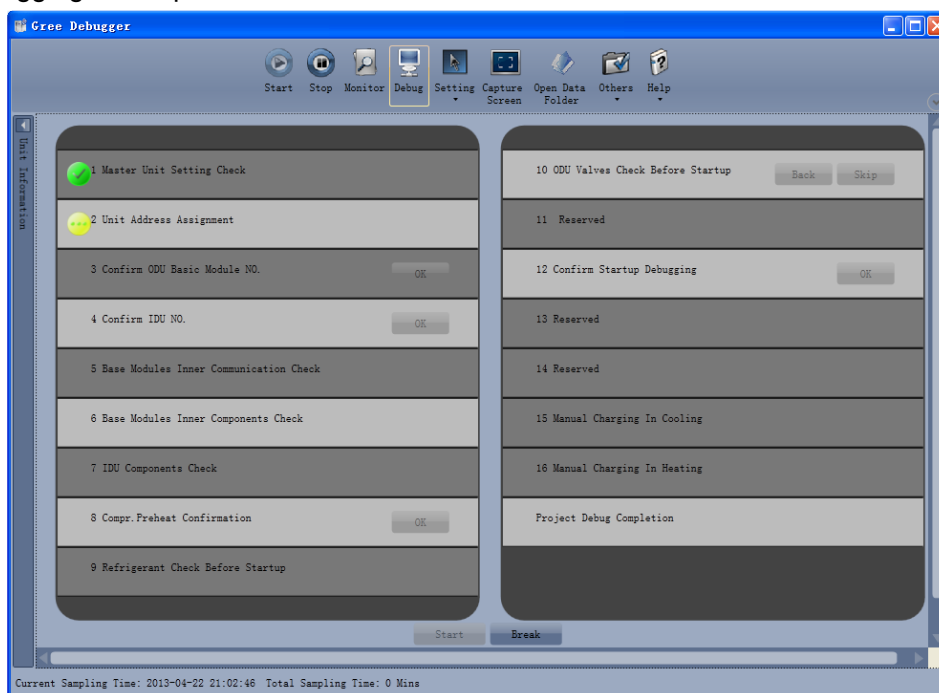 Gree Debugger
Start Stop Monitor Debug Setting Capture Screen Open Data Folder Others Help
Unit Information
1 Master Unit Setting Check
2 Unit Address Assignment
3 Confirm ODU Basic Module NO. OK
4 Confirm IDU NO. OK
5 Base Modules Inner Communication Check
6 Base Modules Inner Components Check
7 IDU Components Check
8 Compr.Preheat Confirmation OK
9 Refrigerant Check Before Startup
10 ODU Valves Check Before Startup Back Skip
11 Reserved
12 Confirm Startup Debugging OK
13 Reserved
14 Reserved
15 Manual Charging In Cooling
16 Manual Charging In Heating
Project Debug Completion
Start Break
Current Sampling Time: 2013-04-22 21:02:46 Total Sampling Time: 0 Mins